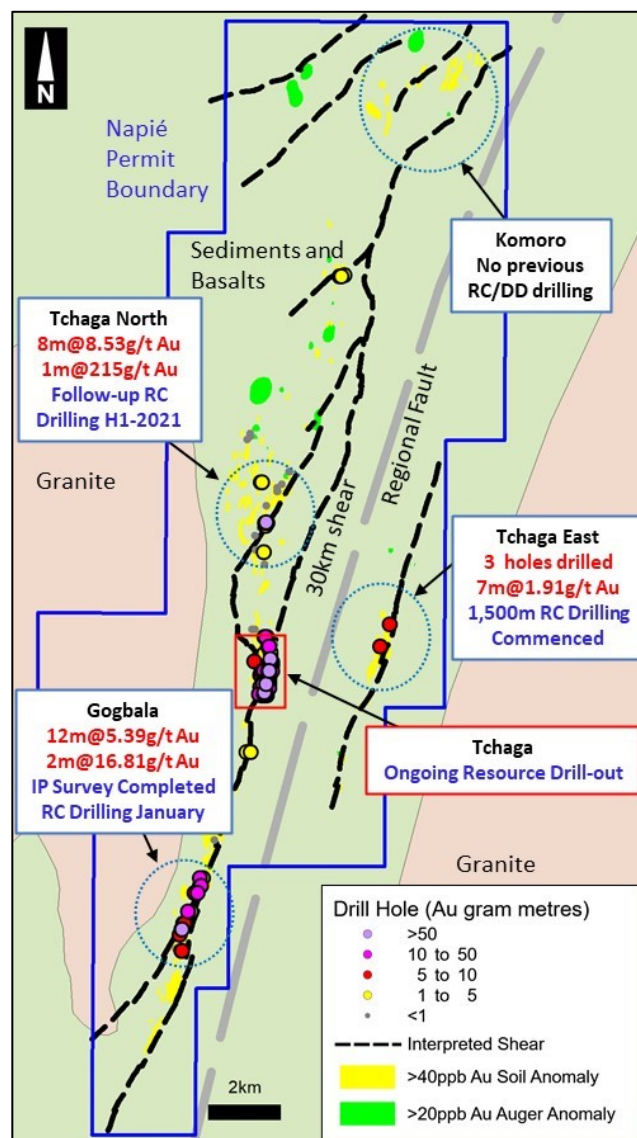 N
Napié
Permit
Boundary
Sediments and
Basalts
Komoro
No previous
RC/DD drilling
Tchaga North
8m@8.53g/t Au
1m@215g/t Au
Follow-up RC
Drilling H1-2021
Granite
30km shear
Regional Fault
Tchaga East
3 holes drilled
7m@1.91g/t Au
1,500m RC Drilling
Commenced
Gogbala
12m@5.39g/t Au
2m@16.81g/t Au
IP Survey Completed
RC Drilling January
Tchaga
Ongoing Resource Drill-out
Granite
Drill Hole (Au gram metres)
>50
10 to 50
5 to 10
1 to 5
<1
Interpreted Shear
>40ppb Au Soil Anomaly
>20ppb Au Auger Anomaly
2km